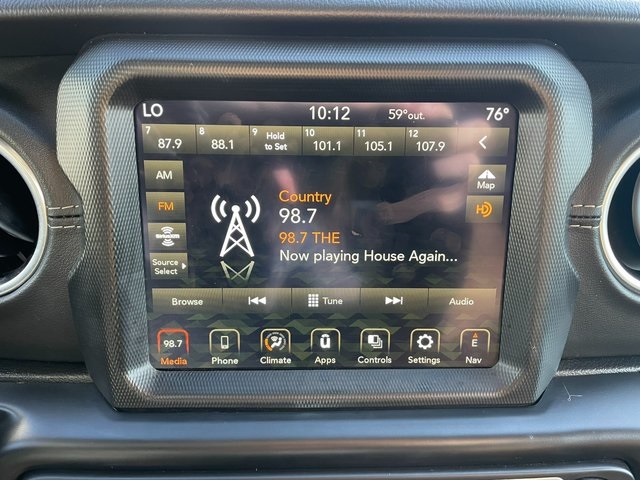 LO 10:12 59°out. 76°
7 87.9 8 88.1 9 Hold to Set 10 101.1 11 105.1 12 107.9
AM
Map
FM
HD
Country
98.7
98.7 THE
Now playing House Again...
SiriusXM
Source Select
Browse Tune Audio
98.7 E
Media Phone Climate Apps Controls Settings Nav